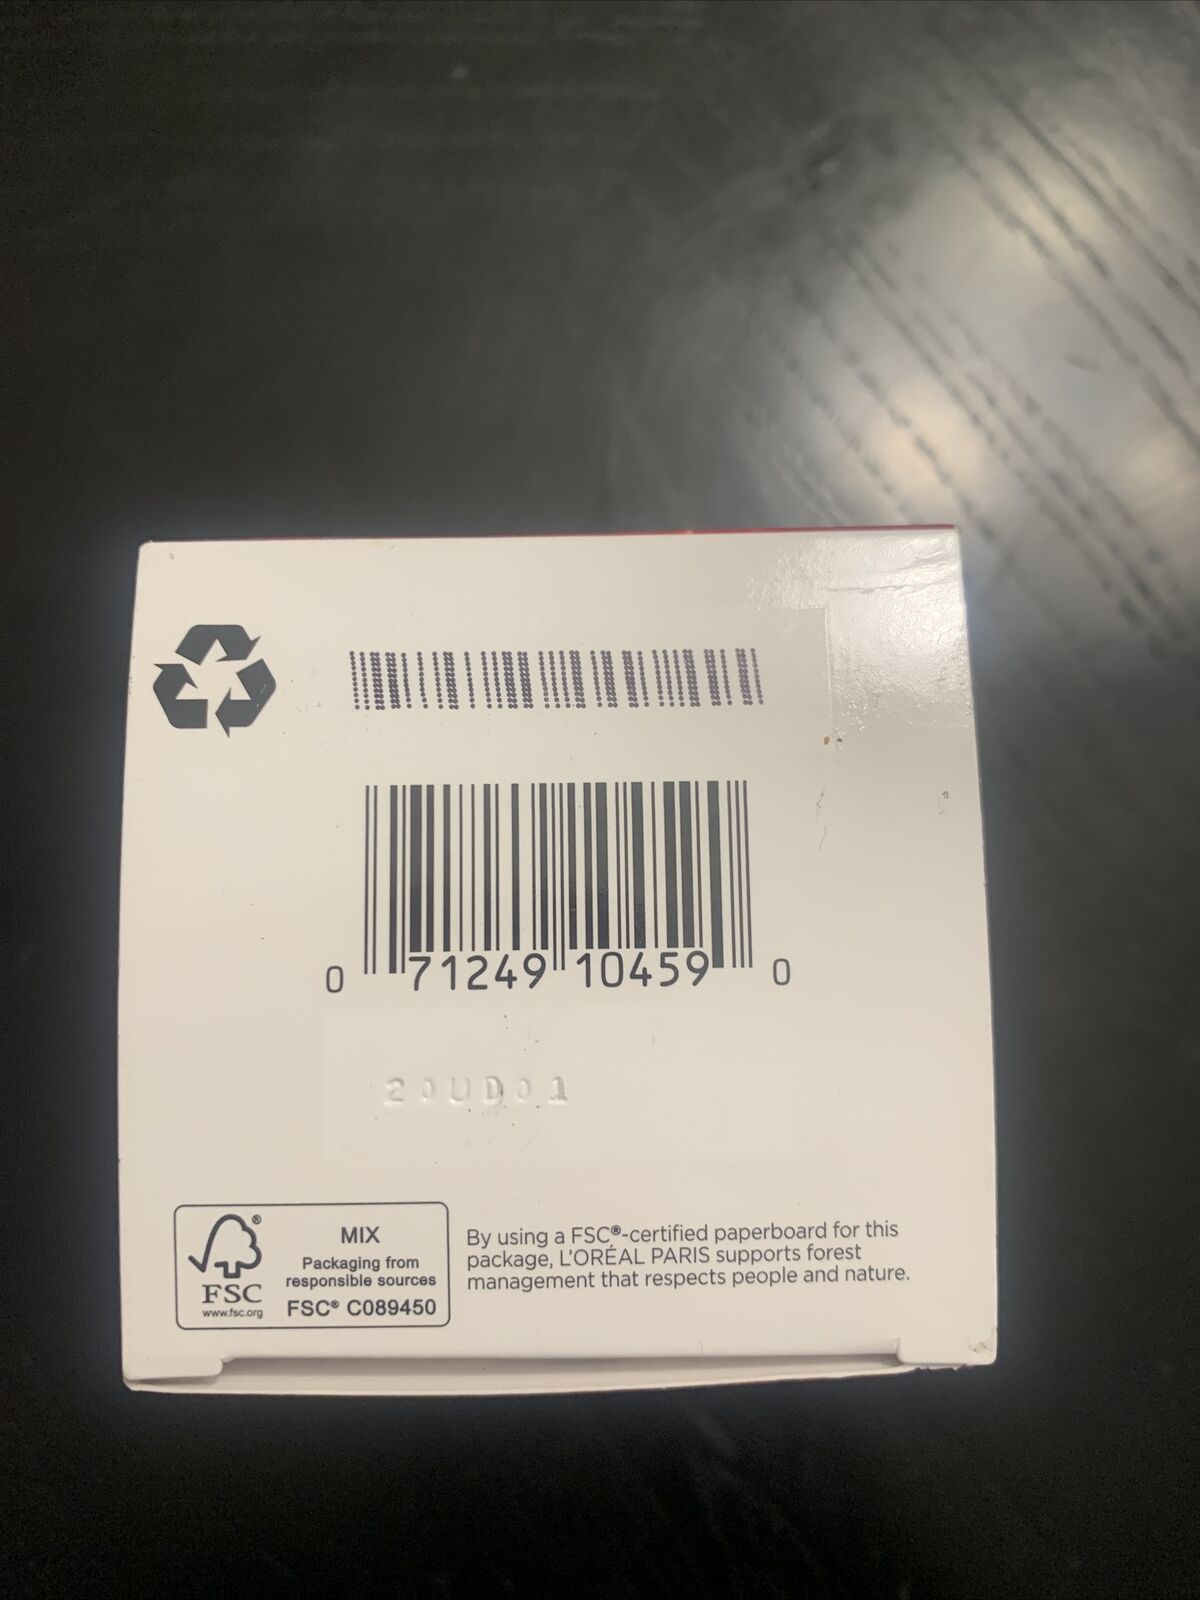 0 71249 10459 0
20UD01
FSC®
www.fsc.org
MIX
Packaging from
responsible sources
FSC® C089450
By using a FSC®-certified paperboard for this
package, L'ORÉAL PARIS supports forest
management that respects people and nature.